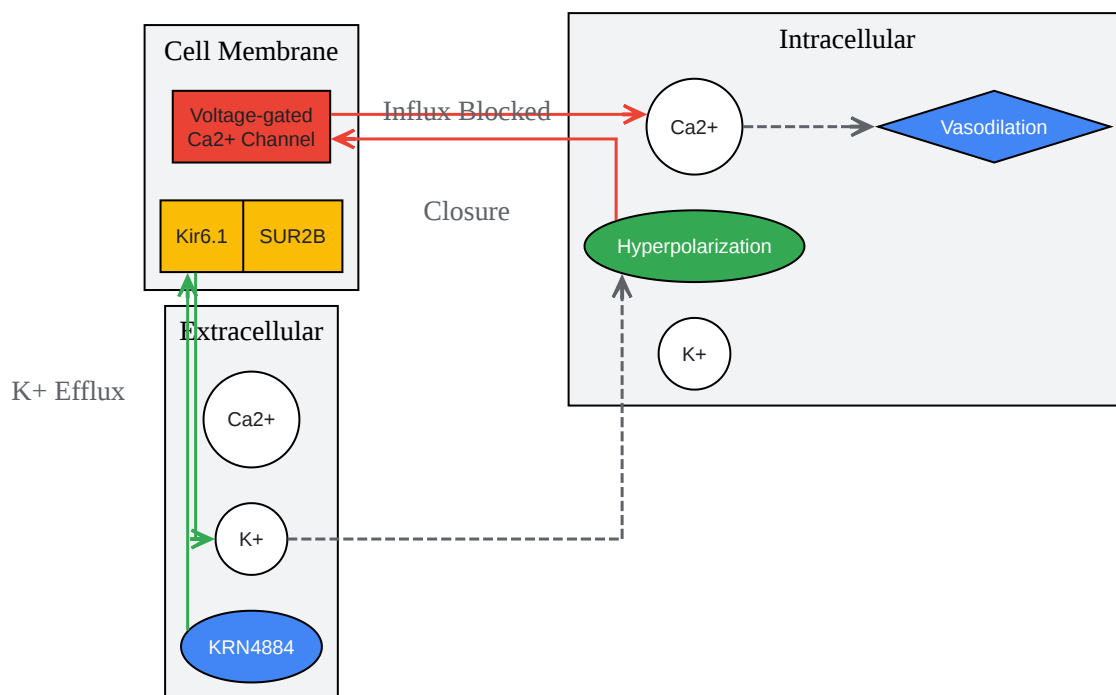 Cell Membrane
Voltage-gated
Ca2+ Channel
Kir6.1
SUR2B
Influx Blocked
Closure
Intracellular
Ca2+
Vasodilation
Hyperpolarization
K+
Extracellular
K+ Efflux
Ca2+
K+
KRN4884